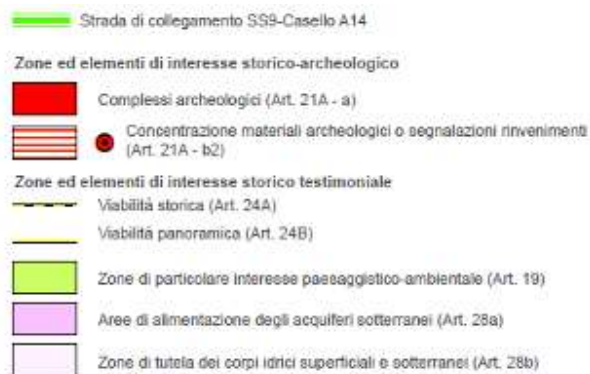 Strada di collegamento SS9-Casello A14
Zone ed elementi di interesse storico-archeologico
Complessi archeologici (Art. 21A - a)
Concentrazione materiali archeologici o segnalazioni rinvenimenti
(Art. 21A - b2)
Zone ed elementi di interesse storico testimoniale
Viabilità storica (Art. 24A)
Viabilità panoramica (Art. 24B)
Zone di particolare interesse paesaggistico-ambientale (Art. 19)
Aree di alimentazione degli acquiferi sotterranei (Art. 28a)
Zone di tutela dei corpi idrici superficiali e sotterranei (Art. 28b)